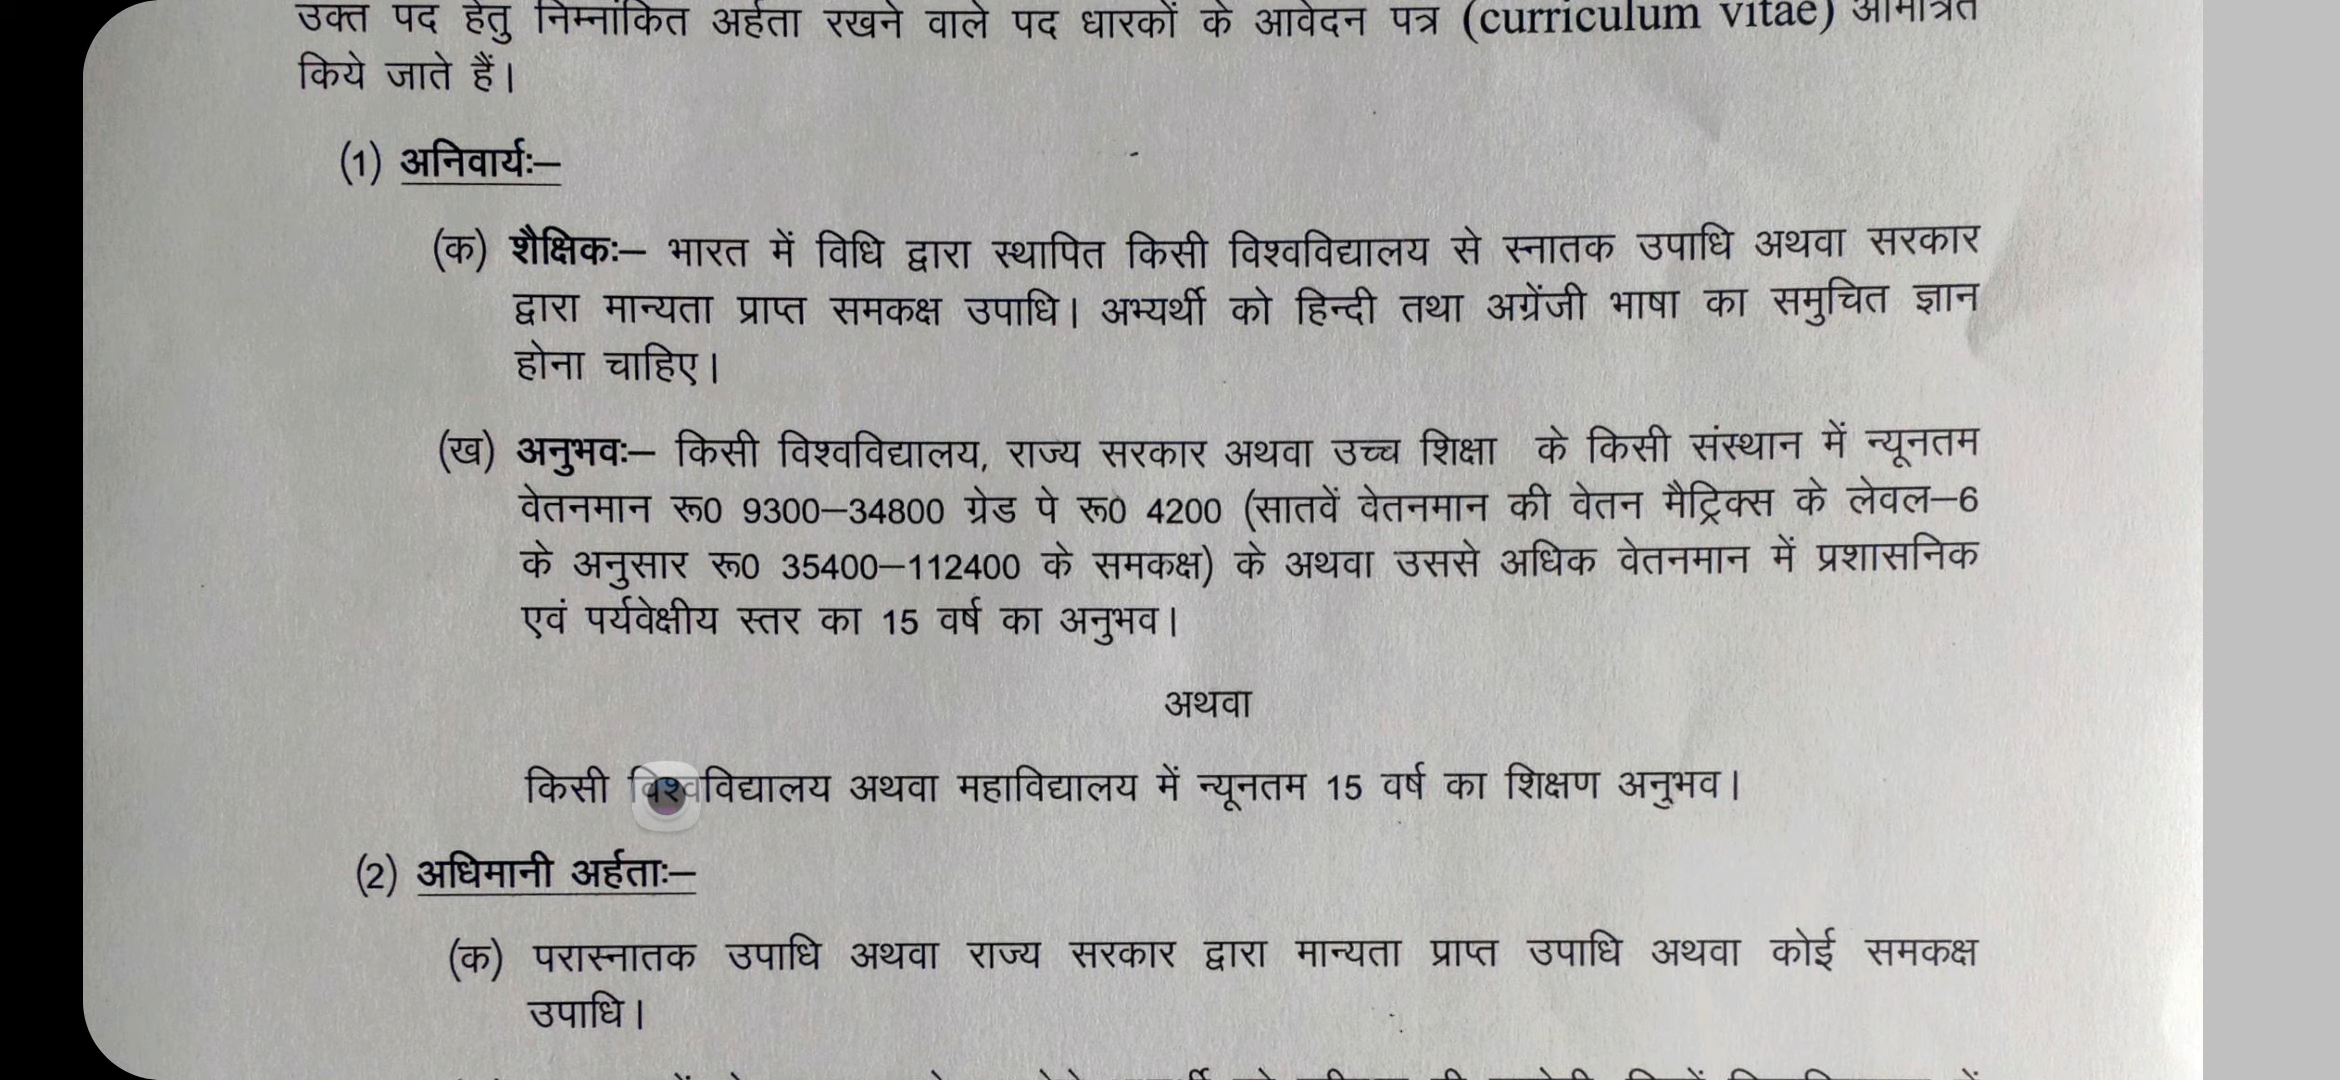 उक्त पद हेतु निम्नांकित अर्हता रखने वाले पद धारकों के आवेदन पत्र (curriculum vitae) आमंत्रित
किये जाते हैं।
(1) अनिवार्यः–
(क) शैक्षिकः– भारत में विधि द्वारा स्थापित किसी विश्वविद्यालय से स्नातक उपाधि अथवा सरकार
द्वारा मान्यता प्राप्त समकक्ष उपाधि। अभ्यर्थी को हिन्दी तथा अग्रेंजी भाषा का समुचित ज्ञान
होना चाहिए।
(ख) अनुभवः– किसी विश्वविद्यालय, राज्य सरकार अथवा उच्च शिक्षा के किसी संस्थान में न्यूनतम
वेतनमान रू0 9300–34800 ग्रेड पे रू0 4200 (सातवें वेतनमान की वेतन मैट्रिक्स के लेवल–6
के अनुसार रू0 35400–112400 के समकक्ष) के अथवा उससे अधिक वेतनमान में प्रशासनिक
एवं पर्यवेक्षीय स्तर का 15 वर्ष का अनुभव।
अथवा
किसी विश्वविद्यालय अथवा महाविद्यालय में न्यूनतम 15 वर्ष का शिक्षण अनुभव।
(2) अधिमानी अर्हताः–
(क) परास्नातक उपाधि अथवा राज्य सरकार द्वारा मान्यता प्राप्त उपाधि अथवा कोई समकक्ष
उपाधि।